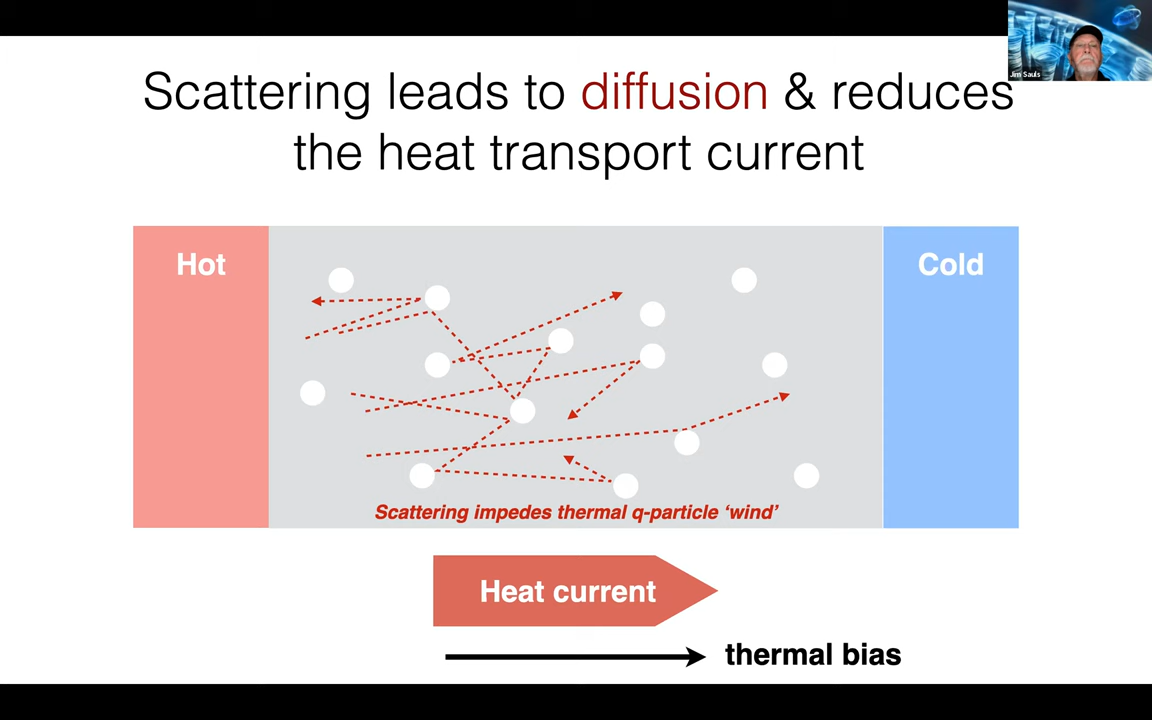 Jim Sauls
Scattering leads to diffusion & reduces
the heat transport current
Hot
Cold
Scattering impedes thermal q-particle ‘wind’
Heat current
thermal bias